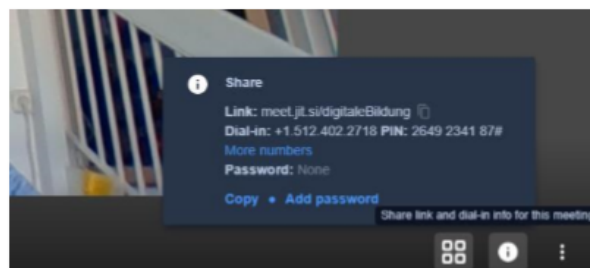 Share
Link: meet.jit.si/digitaleBildung
Dial-in: +1.512.402.2718 PIN: 2649 2341 87#
More numbers
Password: None
Copy • Add password
Share link and dial-in info for this meeting